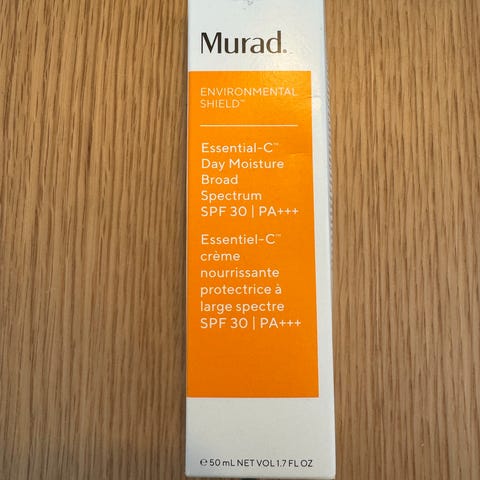 Murad.
ENVIRONMENTAL
SHIELD™
Essential-C™
Day Moisture
Broad
Spectrum
SPF 30 | PA+++
Essentiel-C™
crème
nourrissante
protectrice à
large spectre
SPF 30 | PA+++
℮ 50 mL NET VOL 1.7 FL OZ